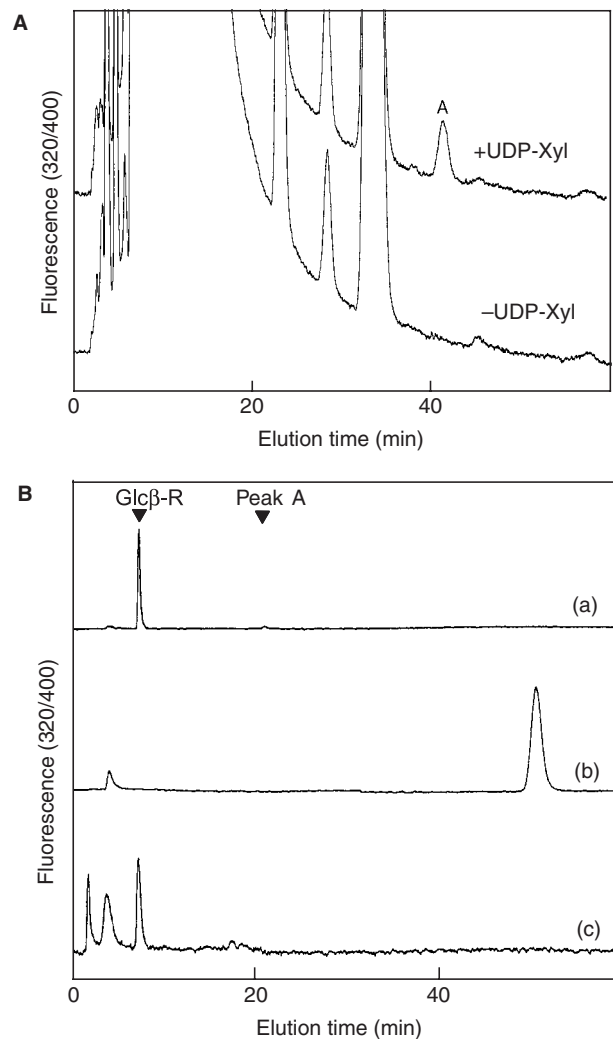 A
Fluorescence (320/400)
A
+UDP-Xyl
–UDP-Xyl
0 20 40
Elution time (min)
B
Glcβ-R Peak A
(a)
Fluorescence (320/400)
(b)
(c)
0 20 40
Elution time (min)